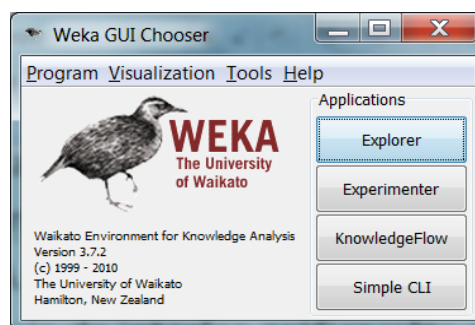 Weka GUI Chooser
Program Visualization Tools Help
WEKA
The University
of Waikato
Waikato Environment for Knowledge Analysis
Version 3.7.2
(c) 1999 - 2010
The University of Waikato
Hamilton, New Zealand
Applications
Explorer
Experimenter
KnowledgeFlow
Simple CLI